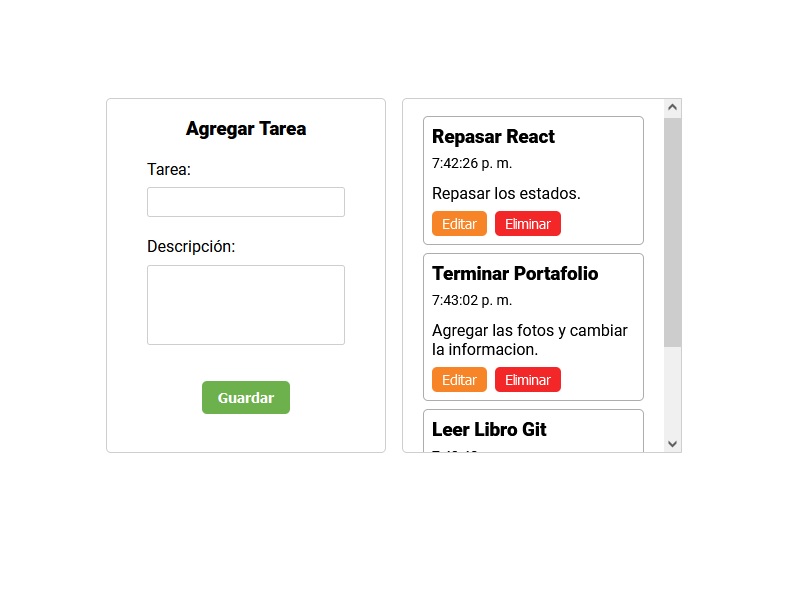 Agregar Tarea
Tarea:
Descripción:
Guardar
Repasar React
7:42:26 p. m.
Repasar los estados.
Editar Eliminar
Terminar Portafolio
7:43:02 p. m.
Agregar las fotos y cambiar
la informacion.
Editar Eliminar
Leer Libro Git